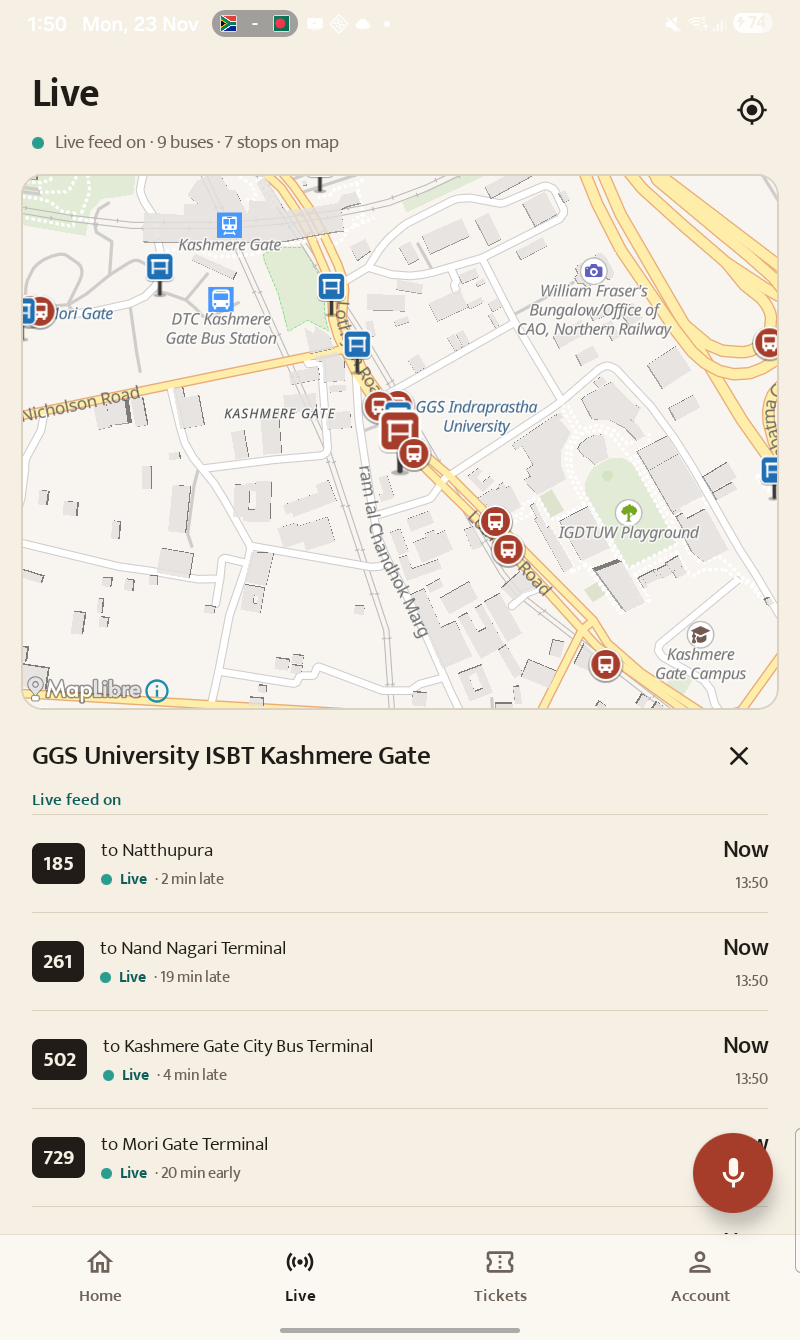 1:50 Mon, 23 Nov - 74
Live
Live feed on · 9 buses · 7 stops on map
Kashmere Gate
Mori Gate
DTC Kashmere
Gate Bus Station
William Fraser's
Bungalow/Office of
CAO, Northern Railway
Nicholson Road
KASHMERE GATE
GGS Indraprastha
University
ram lal Chandhok Marg
Road
IGDTUW Playground
Kashmere
Gate Campus
MapLibre
GGS University ISBT Kashmere Gate
Live feed on
185 to Natthupura Now
Live · 2 min late 13:50
261 to Nand Nagari Terminal Now
Live · 19 min late 13:50
502 to Kashmere Gate City Bus Terminal Now
Live · 4 min late 13:50
729 to Mori Gate Terminal
Live · 20 min early
Home Live Tickets Account